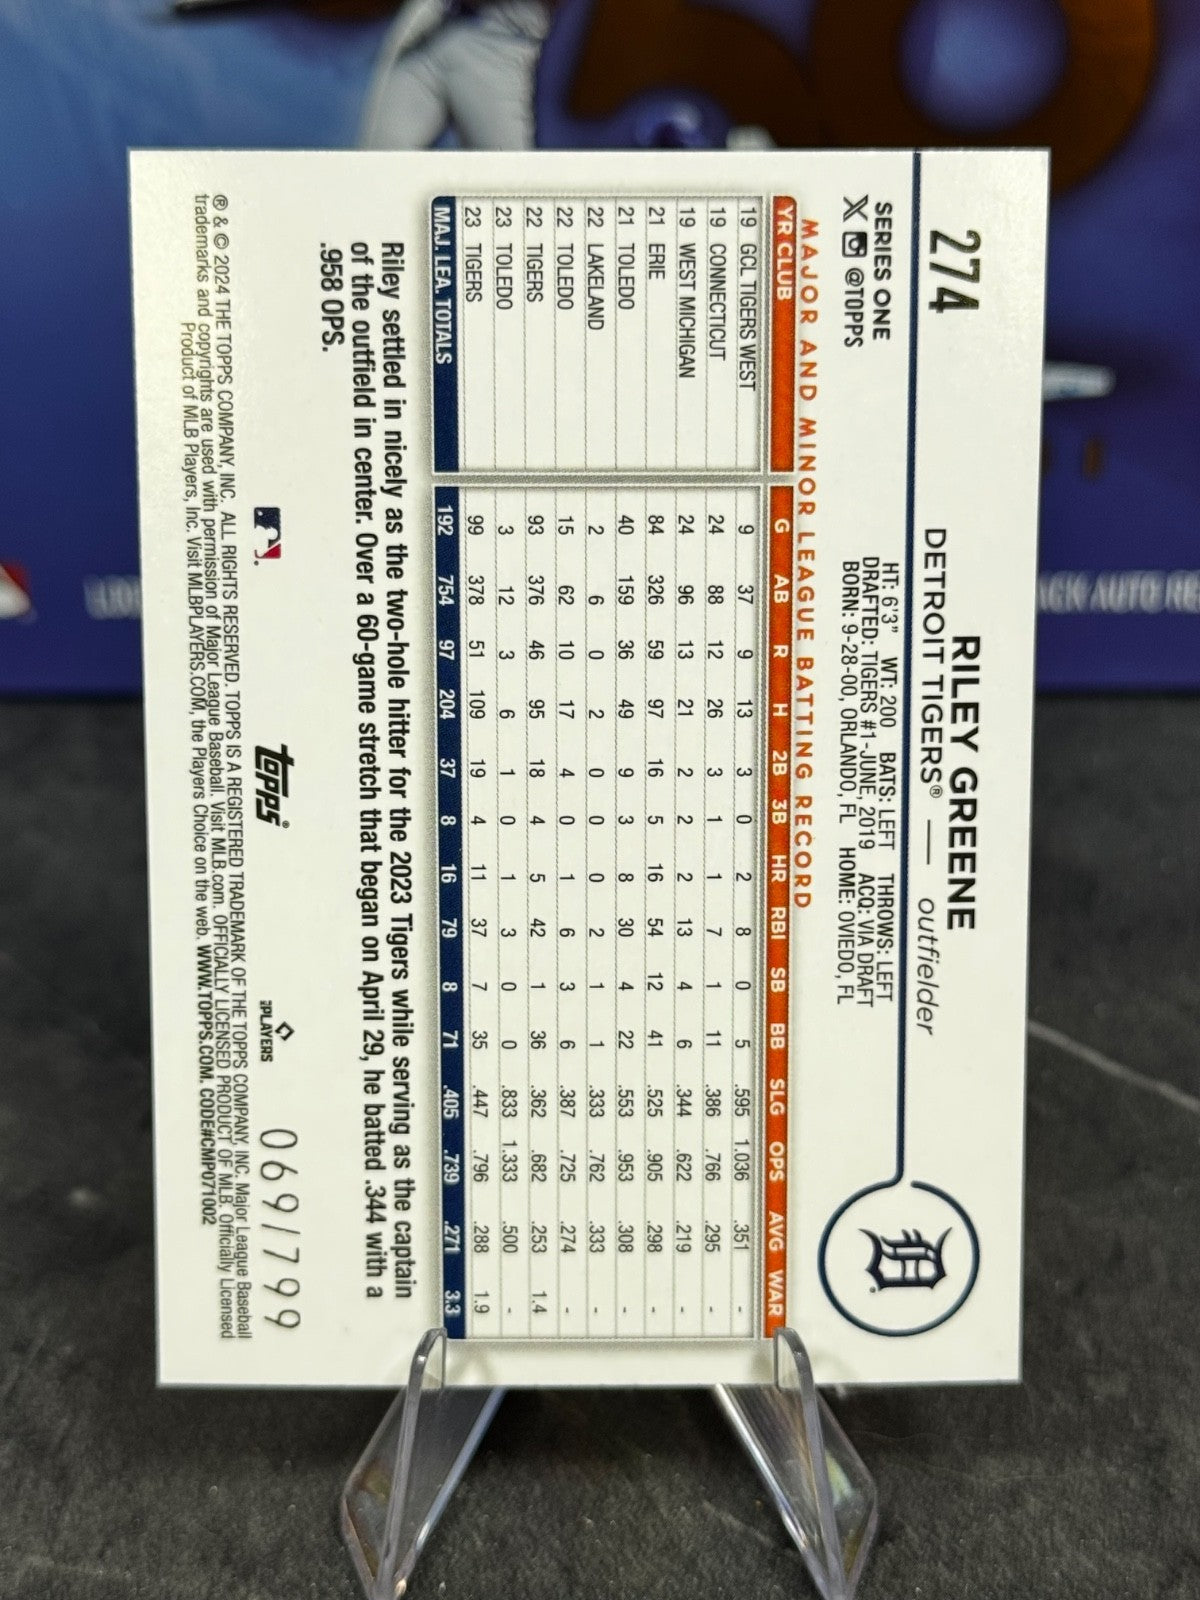 274
RILEY GREENE
DETROIT TIGERS® — outfielder
SERIES ONE
X @TOPPS
HT: 6'3" WT: 200 BATS: LEFT THROWS: LEFT
DRAFTED: TIGERS #1-JUNE, 2019 ACQ: VIA DRAFT
BORN: 9-28-00, ORLANDO, FL HOME: OVIEDO, FL
D
MAJOR AND MINOR LEAGUE BATTING RECORD
YR CLUB G AB R H 2B 3B HR RBI SB BB SLG OPS AVG WAR
19 GCL TIGERS WEST 9 37 9 13 3 0 2 8 0 5 .595 1.036 .351 -
19 CONNECTICUT 24 88 12 26 3 1 1 7 1 11 .386 .766 .295 -
19 WEST MICHIGAN 24 96 13 21 2 2 2 13 4 6 .344 .622 .219 -
21 ERIE 84 326 59 97 16 5 16 54 12 41 .525 .905 .298 -
21 TOLEDO 40 159 36 49 9 3 8 30 4 22 .553 .953 .308 -
22 LAKELAND 2 6 0 2 0 0 0 2 1 1 .333 .762 .333 -
22 TOLEDO 15 62 10 17 4 0 1 6 3 6 .387 .725 .274 -
22 TIGERS 93 376 46 95 18 4 5 42 1 36 .362 .682 .253 1.4
23 TOLEDO 3 12 3 6 1 0 1 3 0 0 .833 1.333 .500 -
23 TIGERS 99 378 51 109 19 4 11 37 7 35 .447 .796 .288 1.9
MAJ. LEA. TOTALS 192 754 97 204 37 8 16 79 8 71 .405 .739 .271 3.3
Riley settled in nicely as the two-hole hitter for the 2023 Tigers while serving as the captain
of the outfield in center. Over a 60-game stretch that began on April 29, he batted .344 with a
.958 OPS.
topps®
PLAYERS
069/799
® & © 2024 THE TOPPS COMPANY, INC. ALL RIGHTS RESERVED. TOPPS IS A REGISTERED TRADEMARK OF THE TOPPS COMPANY, INC. Major League Baseball
trademarks and copyrights are used with permission of Major League Baseball. Visit MLB.com. OFFICIALLY LICENSED PRODUCT OF MLB. Officially Licensed
Product of MLB Players, Inc. Visit MLBPLAYERS.COM, the Players Choice on the web. WWW.TOPPS.COM. CODE#CMP071002